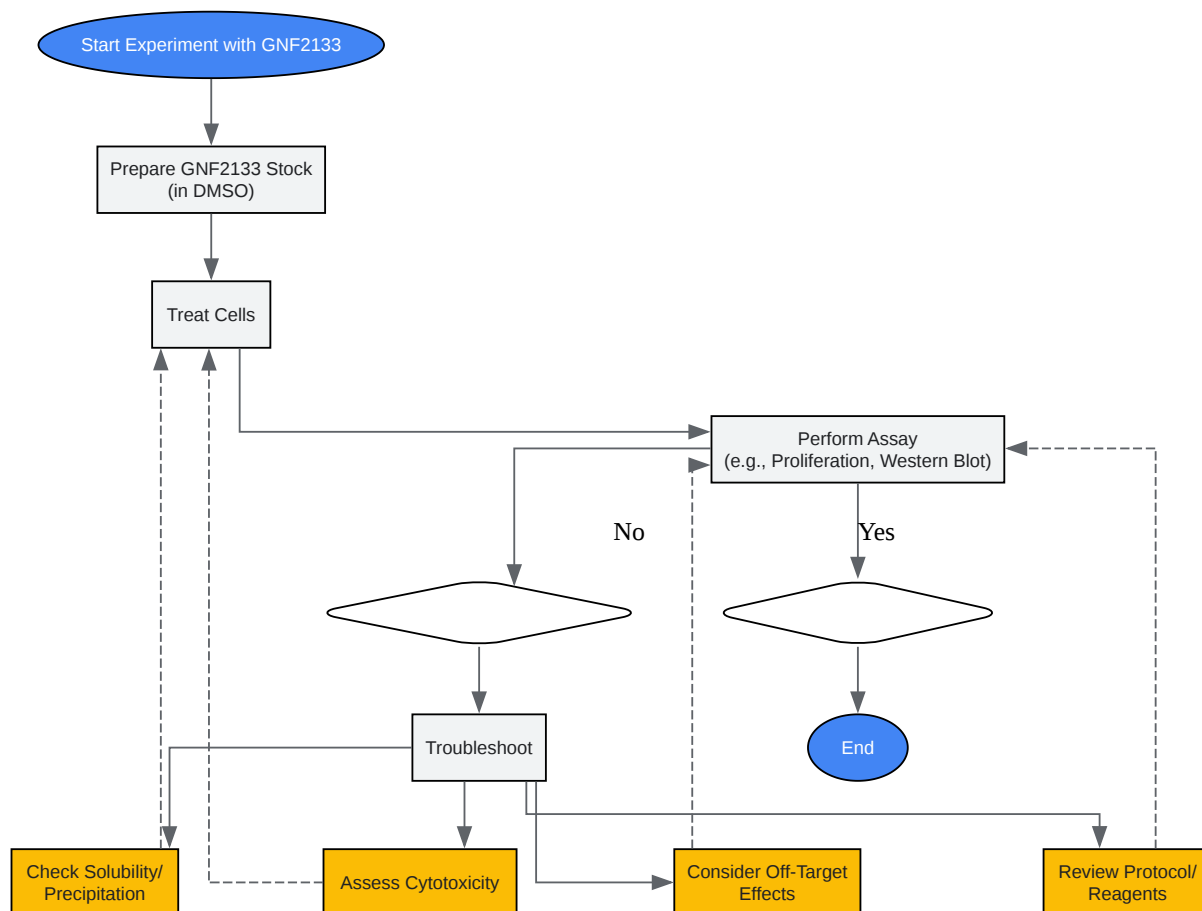 Start Experiment with GNF2133
Prepare GNF2133 Stock
(in DMSO)
Treat Cells
Perform Assay
(e.g., Proliferation, Western Blot)
No
Yes
Troubleshoot
End
Check Solubility/
Precipitation
Assess Cytotoxicity
Consider Off-Target
Effects
Review Protocol/
Reagents